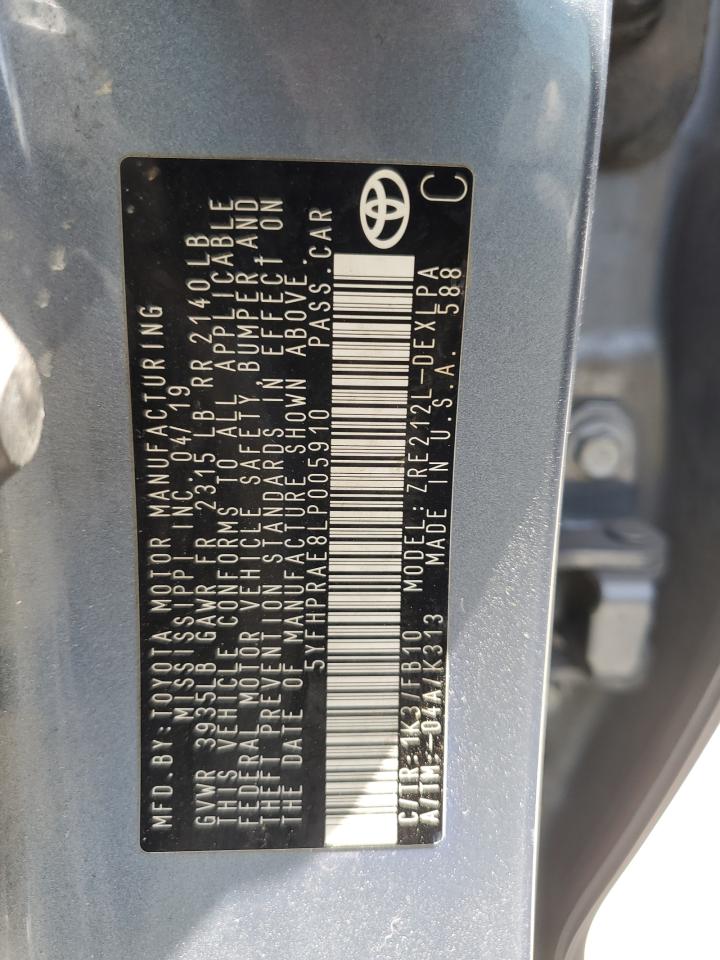 MFD.BY:TOYOTA MOTOR MANUFACTURING
MISSISSIPPI INC. 04/19
GVWR 3935LB GAWR FR 2315LB RR 2140LB
THIS VEHICLE CONFORMS TO ALL APPLICABLE
FEDERAL MOTOR VEHICLE SAFETY, BUMPER AND
THEFT PREVENTION STANDARDS IN EFFECT ON
THE DATE OF MANUFACTURE SHOWN ABOVE.
5YFHPRAE8LP005910 PASS.CAR
C/TR:1K3/FB10 MODEL:ZRE212L-DEXLPA
A/TM:-04A/K313 MADE IN U.S.A. 588
C